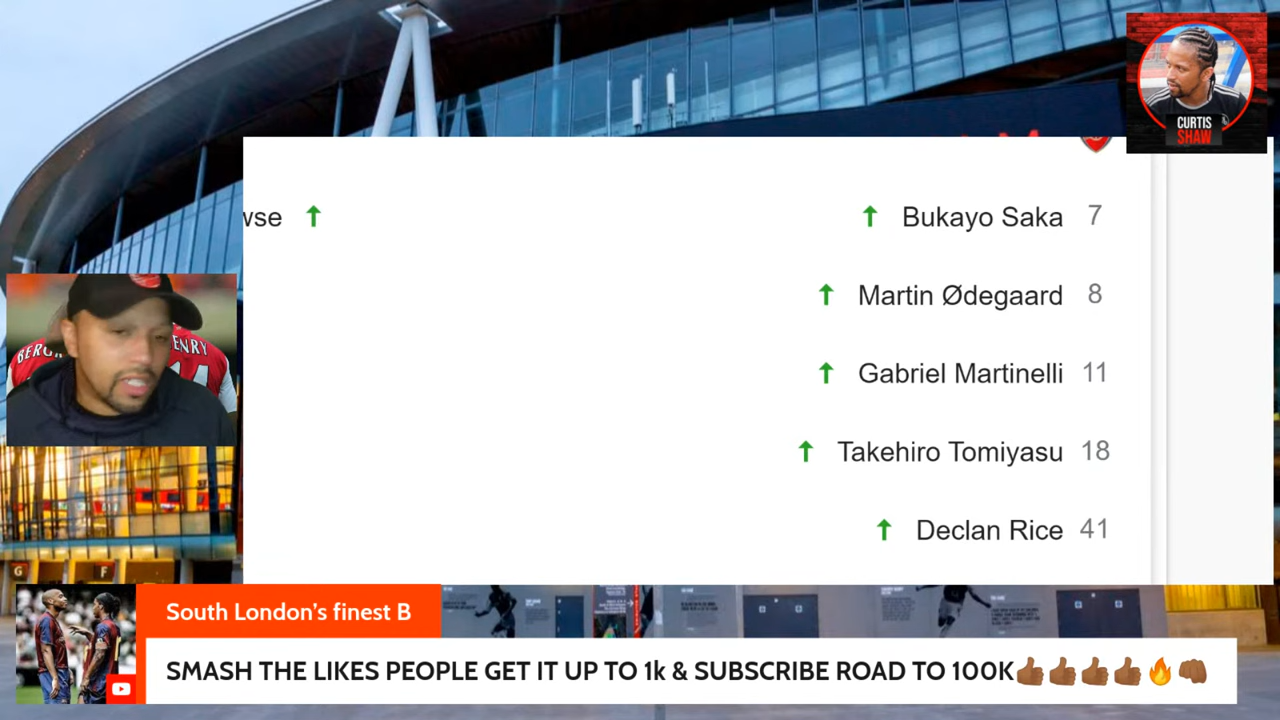 CURTIS
SHAW
wse
Bukayo Saka 7
Martin Ødegaard 8
Gabriel Martinelli 11
Takehiro Tomiyasu 18
Declan Rice 41
ENRY
G F
South London's finest B
SMASH THE LIKES PEOPLE GET IT UP TO 1k & SUBSCRIBE ROAD TO 100K👍🏾👍🏾👍🏾👍🏾🔥👊🏾